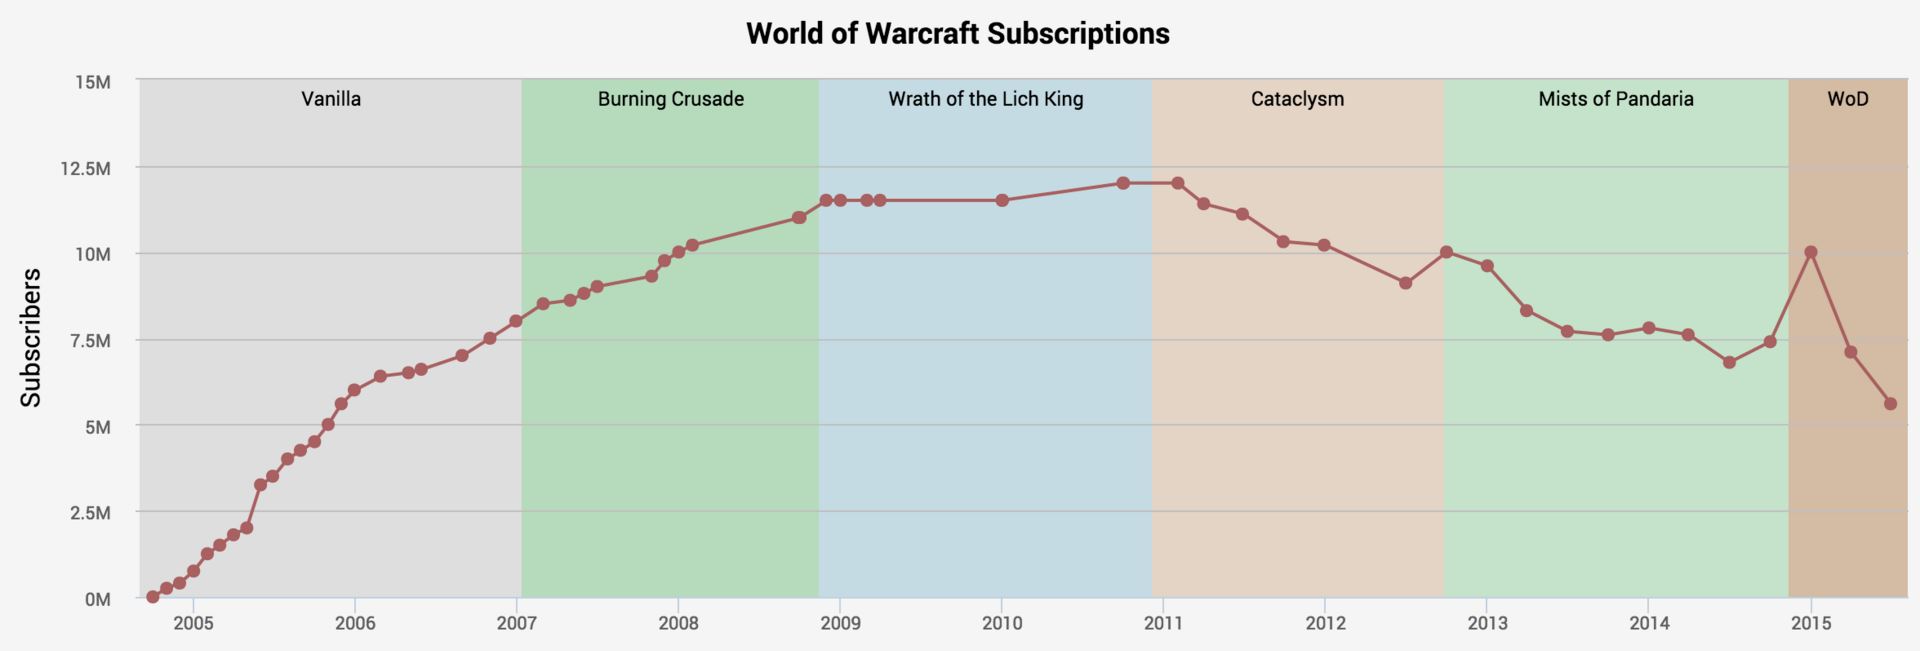 World of Warcraft Subscriptions
15M
Vanilla
Burning Crusade
Wrath of the Lich King
Cataclysm
Mists of Pandaria
WoD
12.5M
10M
7.5M
5M
2.5M
0M
Subscribers
2005
2006
2007
2008
2009
2010
2011
2012
2013
2014
2015